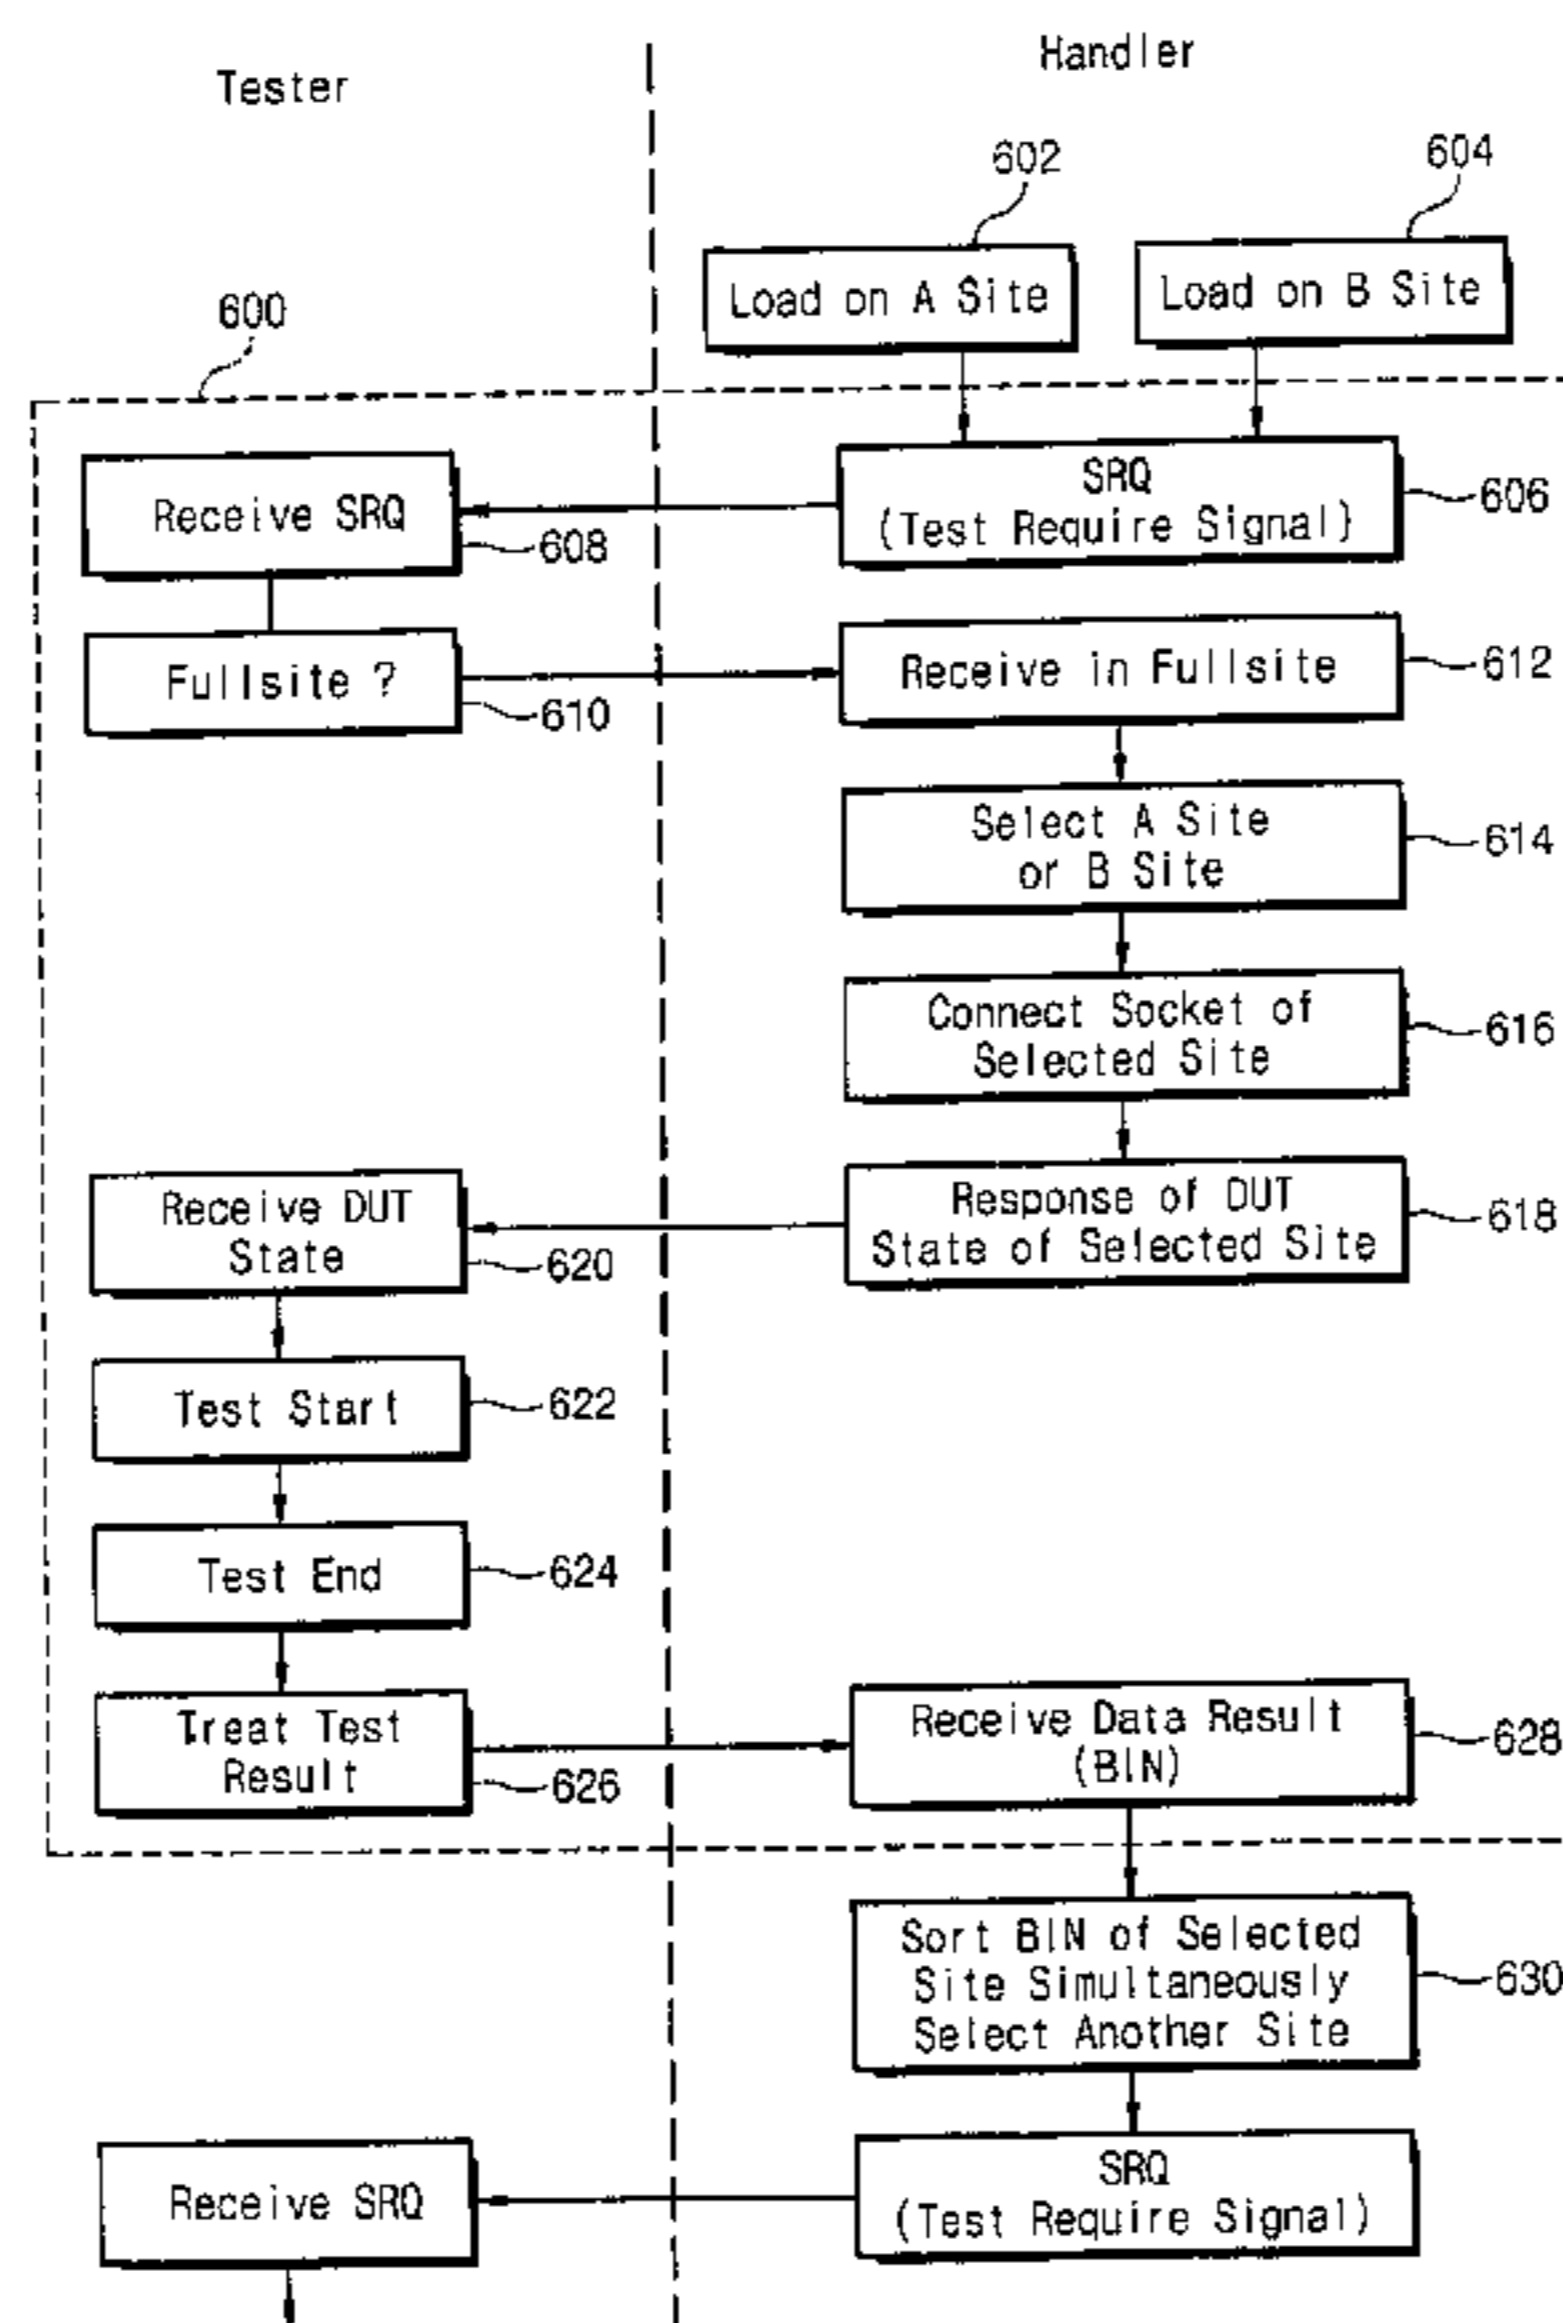 Tester
Handler
602
604
Load on A Site
Load on B Site
600
SRQ
(Test Require Signal)
606
Receive SRQ
608
Fullsite ?
610
Receive in Fullsite
612
Select A Site
or B Site
614
Connect Socket of
Selected Site
616
Response of DUT
State of Selected Site
618
Receive DUT
State
620
Test Start
622
Test End
624
Treat Test
Result
626
Receive Data Result
(BIN)
628
Sort BIN of Selected
Site Simultaneously
Select Another Site
630
SRQ
(Test Require Signal)
Receive SRQ